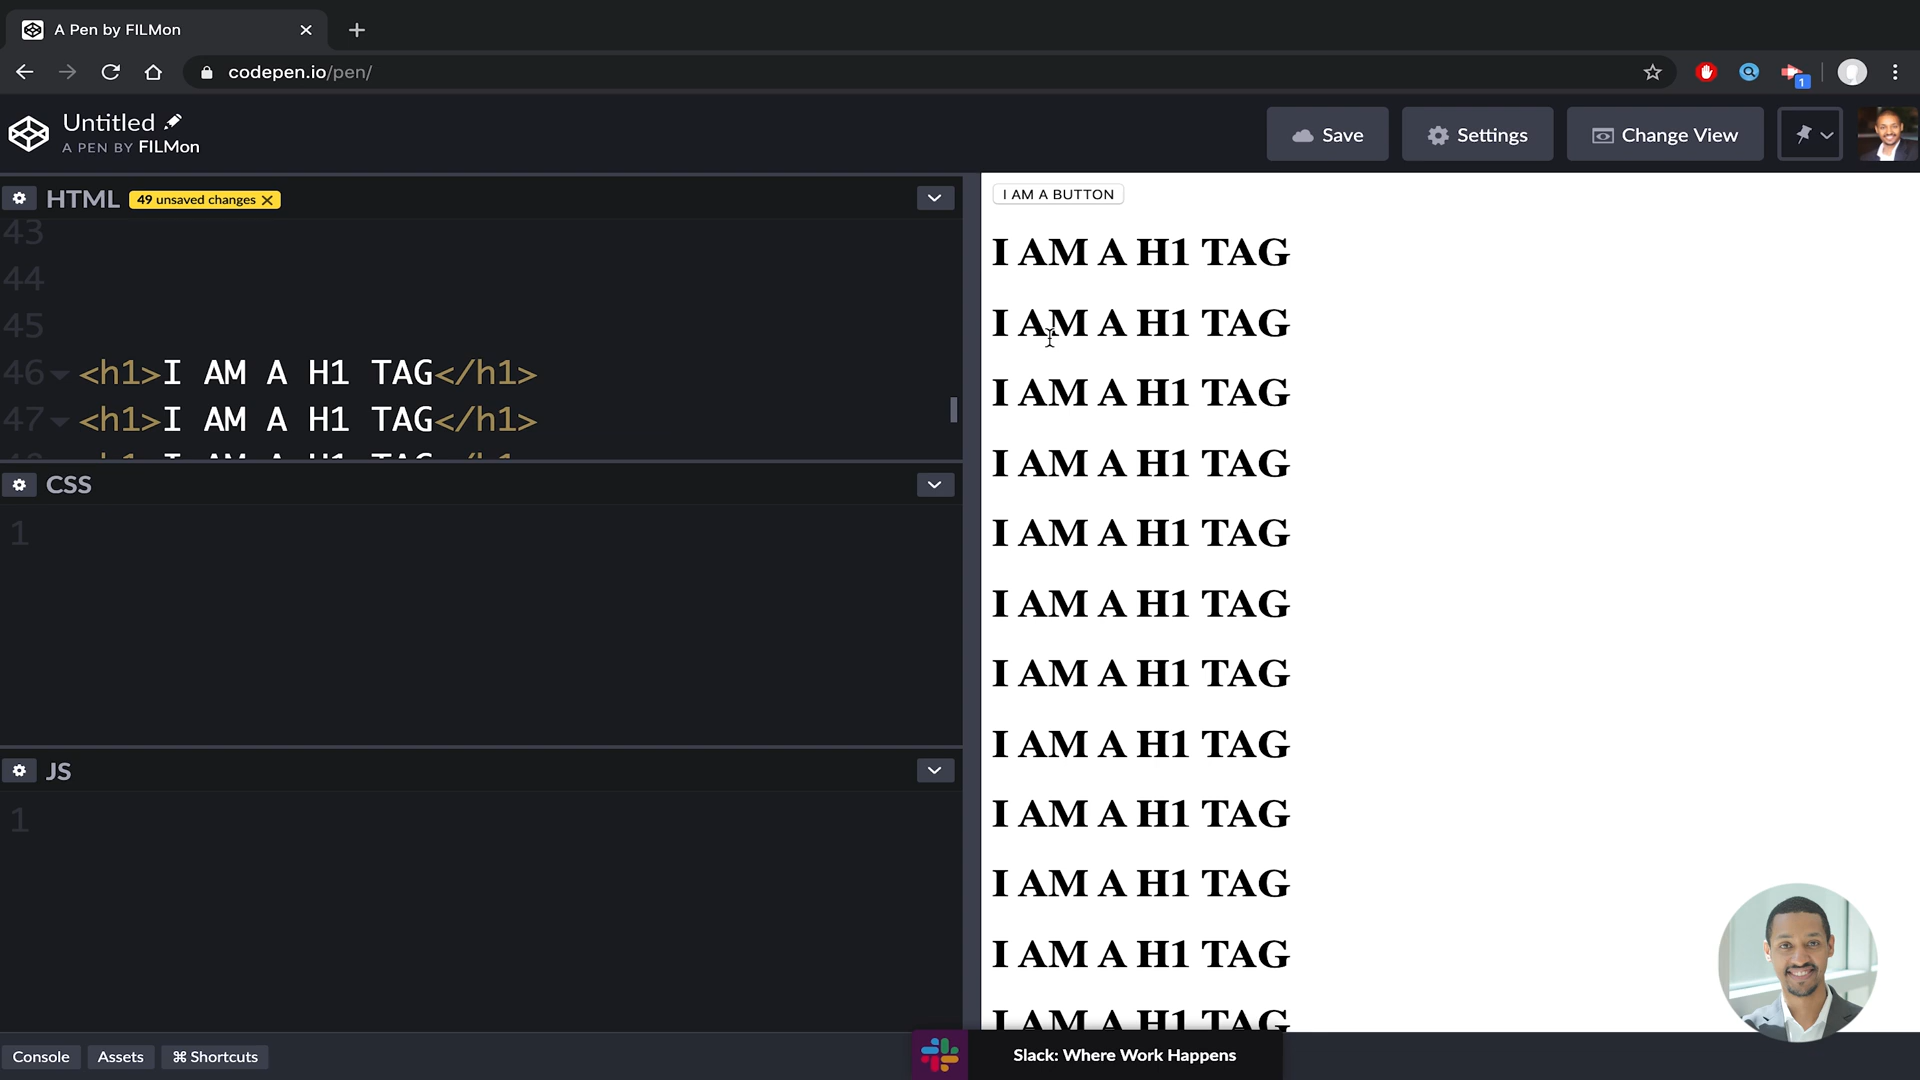 A Pen by FILMon
codepen.io/pen/
1
Untitled
A PEN BY FILMon
Save
Settings
Change View
HTML
49 unsaved changes
43
44
45
46 <h1>I AM A H1 TAG</h1>
47 <h1>I AM A H1 TAG</h1>
CSS
1
JS
1
I AM A BUTTON
I AM A H1 TAG
I AM A H1 TAG
I AM A H1 TAG
I AM A H1 TAG
I AM A H1 TAG
I AM A H1 TAG
I AM A H1 TAG
I AM A H1 TAG
I AM A H1 TAG
I AM A H1 TAG
I AM A H1 TAG
I AM A H1 TAG
Console
Assets
⌘ Shortcuts
Slack: Where Work Happens